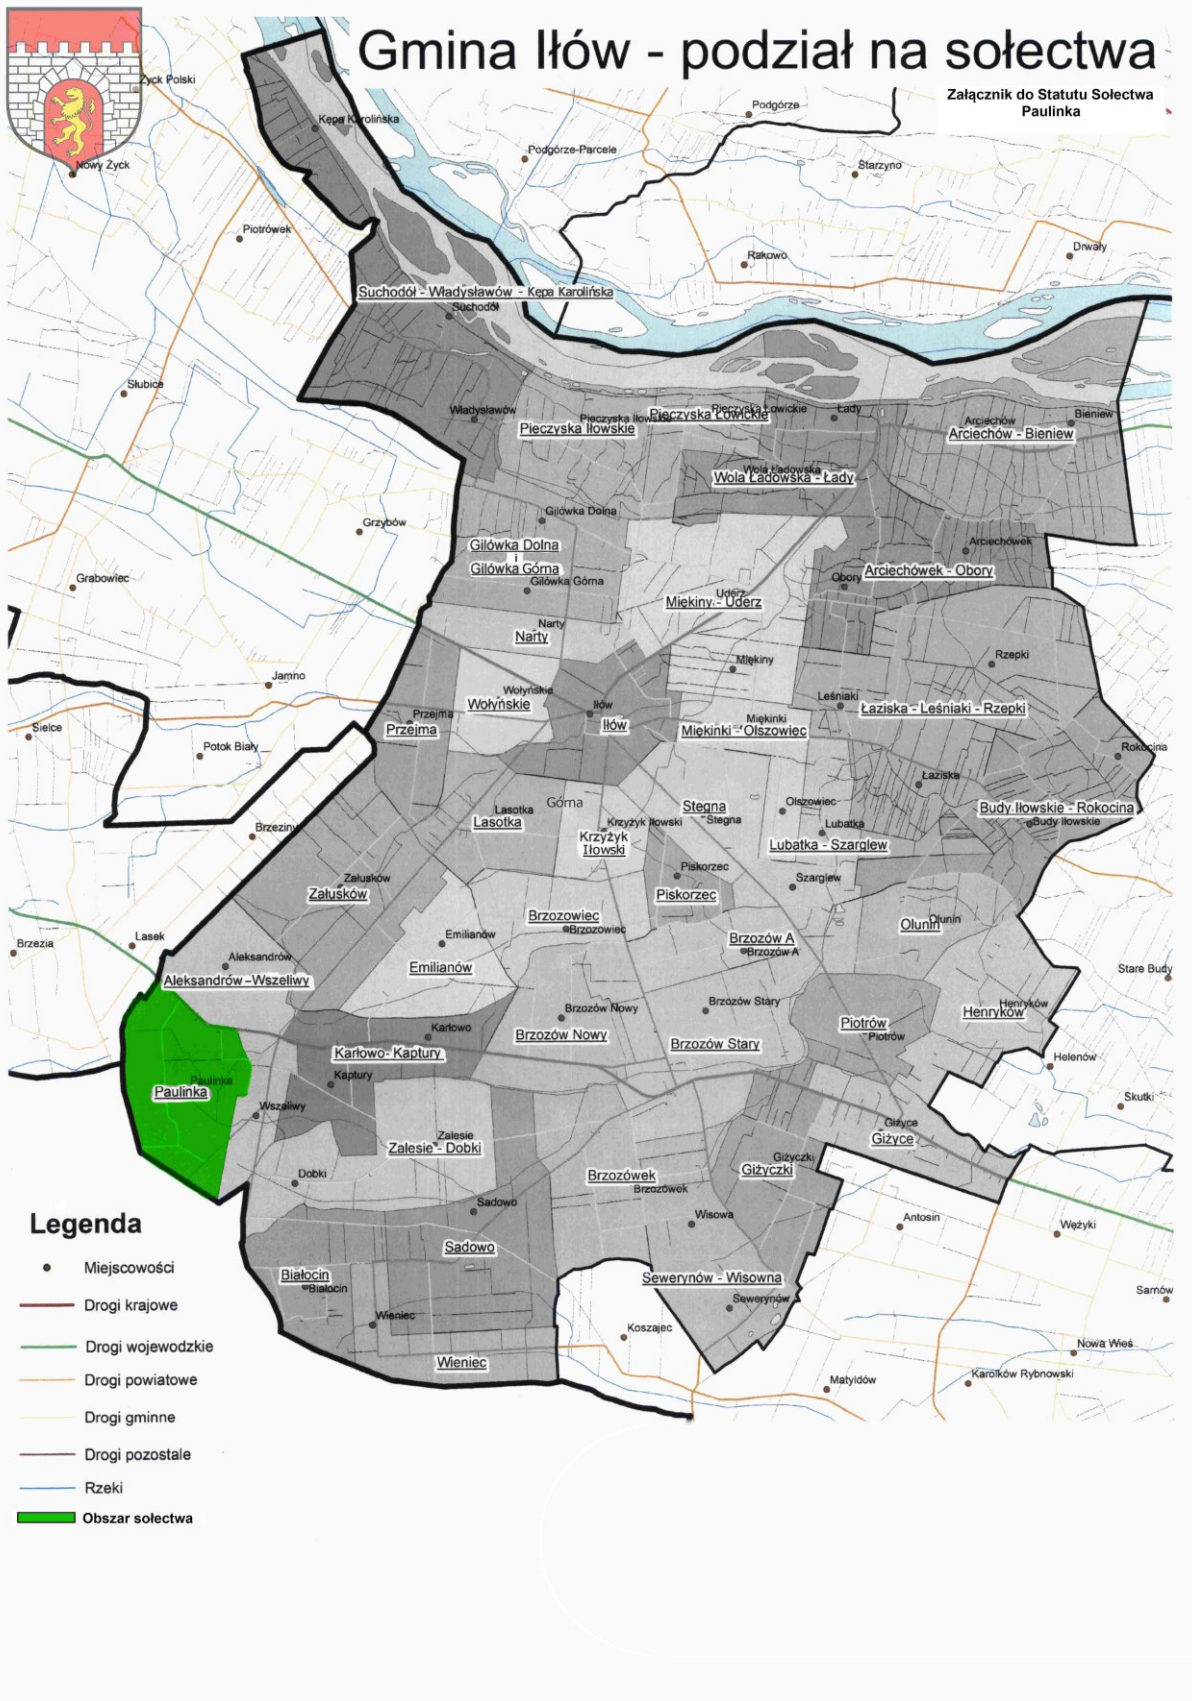 Gmina Iłów - podział na sołectwa
Załącznik do Statutu Sołectwa
Paulinka
Życk Polski
Nowy Życk
Kępa Karolińska
Podgórze
Podgórze-Parcele
Starzyno
Piotrówek
Rakowo
Drwały
Suchodół - Władysławów - Kępa Karolińska
Suchodół
Słubice
Władysławów
Pieczyska Iłowskie
Pieczyska Iłowskie
Pieczyska Łowickie
Pieczyska Łowickie
Łady
Arciechów
Bieniew
Arciechów - Bieniew
Wola Ładowska
Wola Ładowska - Łady
Grzybów
Gilówka Dolna
Gilówka Dolna
i
Gilówka Górna
Gilówka Górna
Arciechówek
Arciechówek - Obory
Obory
Grabowiec
Uderz
Miękiny - Uderz
Narty
Narty
Miękiny
Rzepki
Jamno
Wołyńskie
Wołyńskie
Iłów
Iłów
Leśniaki
Łaziska - Leśniaki - Rzepki
Przejma
Przejma
Miękinki
Miękinki - Olszowiec
Sielce
Potok Biały
Rokocina
Łaziska
Lasotka
Lasotka
Górna
Stegna
Stegna
Olszowiec
Budy Iłowskie - Rokocina
Budy Iłowskie
Brzeziny
Krzyżyk Iłowski
Krzyżyk
Iłowski
Lubatka
Lubatka - Szarglew
Piskorzec
Piskorzec
Szarglew
Załusków
Załusków
Brzozowiec
Brzozowiec
Olunin
Olunin
Brzezia
Lasek
Emilianów
Emilianów
Brzozów A
Brzozów A
Aleksandrów
Aleksandrów-Wszeliwy
Stare Budy
Brzozów Nowy
Brzozów Nowy
Brzozów Stary
Brzozów Stary
Henryków
Henryków
Piotrów
Piotrów
Karłowo
Karłowo- Kaptury
Kaptury
Helenów
Paulinka
Paulinka
Wszeliwy
Skutki
Giżyce
Giżyce
Zalesie
Zalesie - Dobki
Dobki
Brzozówek
Brzozówek
Giżyczki
Giżyczki
Sadowo
Sadowo
Wisowa
Antosin
Wężyki
Białocin
Białocin
Sewerynów - Wisowna
Sewerynów
Samów
Wieniec
Wieniec
Koszajec
Nowa Wieś
Matyldów
Karolków Rybnowski
Legenda
Miejscowości
Drogi krajowe
Drogi wojewodzkie
Drogi powiatowe
Drogi gminne
Drogi pozostale
Rzeki
Obszar sołectwa